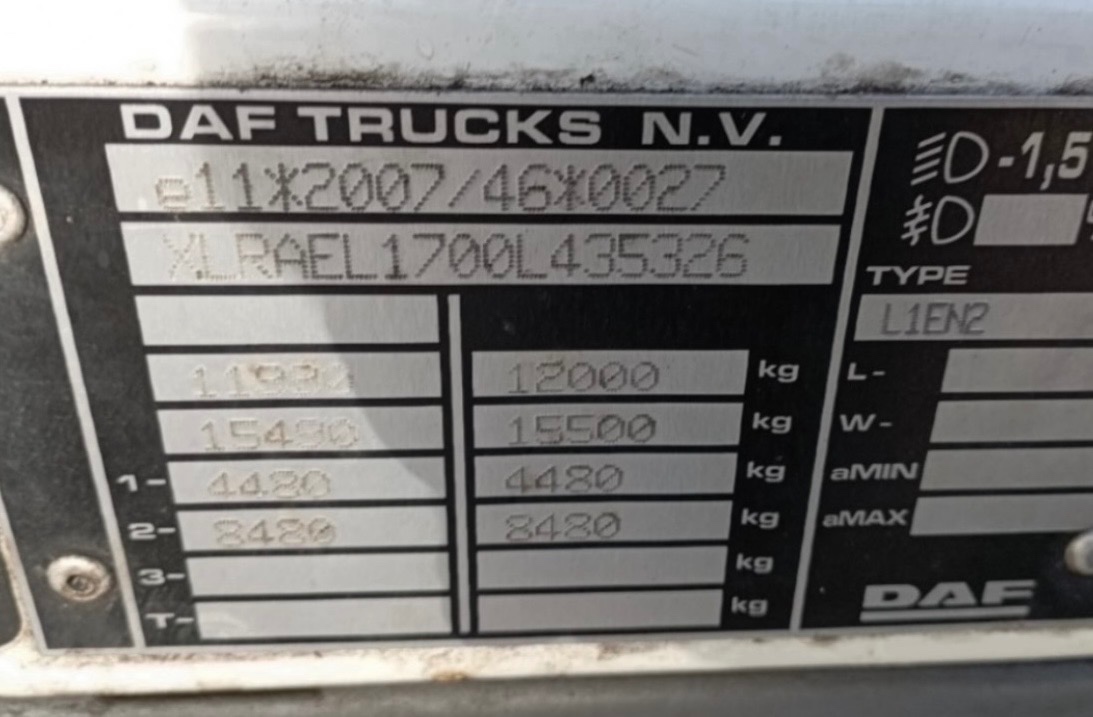 DAF TRUCKS N.V.
e11*2007/46*0027
XLRAEL1700L435326
11990 12000 kg
15490 15500 kg
1- 4480 4480 kg
2- 8480 8480 kg
3- kg
T- kg
-1,5
TYPE
L1EN2
L-
W-
aMIN
aMAX
DAF